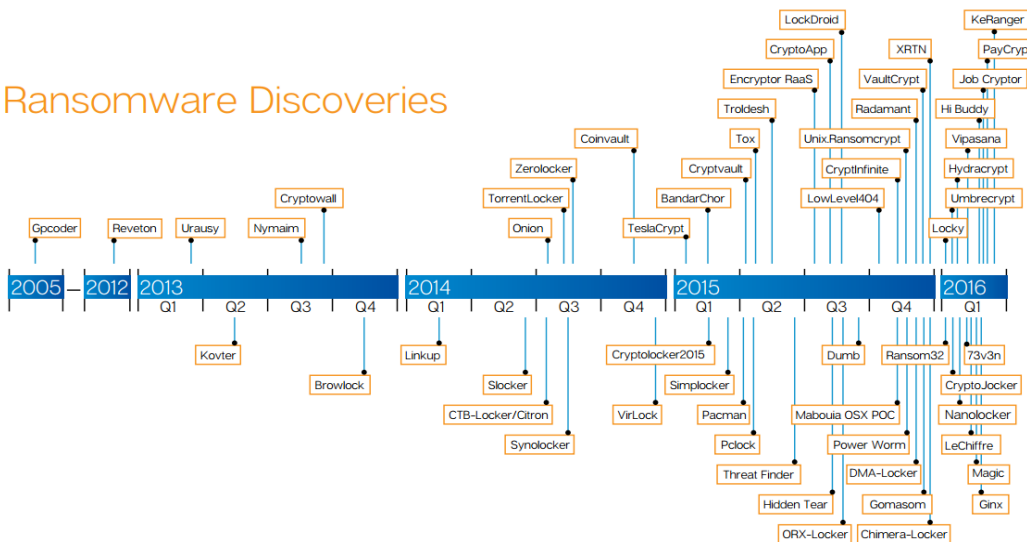 Ransomware Discoveries
LockDroid
KeRanger
CryptoApp
XRTN
PayCryp
Encryptor RaaS
VaultCrypt
Job Cryptor
Troldesh
Radamant
Hi Buddy
Coinvault
Tox
Unix.Ransomcrypt
Vipasana
Zerolocker
Cryptvault
CryptInfinite
Hydracrypt
Cryptowall
TorrentLocker
BandarChor
LowLevel404
Umbrecrypt
Gpcoder
Reveton
Urausy
Nymaim
Onion
TeslaCrypt
Locky
2005
2012
2013
2014
2015
2016
Q1
Q2
Q3
Q4
Q1
Q2
Q3
Q4
Q1
Q2
Q3
Q4
Q1
Kovter
Linkup
Cryptolocker2015
Dumb
Ransom32
73v3n
Browlock
Slocker
Simplocker
CryptoJocker
CTB-Locker/Citron
VirLock
Pacman
Mabouia OSX POC
Nanolocker
Synolocker
Pclock
Power Worm
LeChiffre
Threat Finder
DMA-Locker
Magic
Hidden Tear
Gomasom
Ginx
ORX-Locker
Chimera-Locker